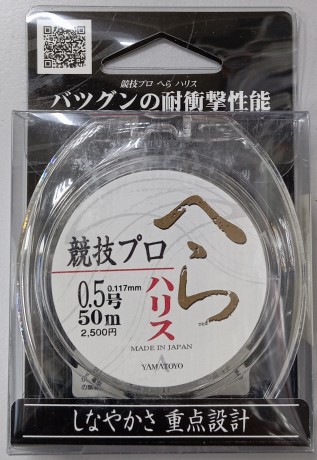 競技プロ へら ハリス
バツグンの耐衝撃性能
へら
競技プロ
ハリス
0.5号
0.117mm
50m
2,500円
MADE IN JAPAN
YAMATOYO
しなやかさ 重点設計